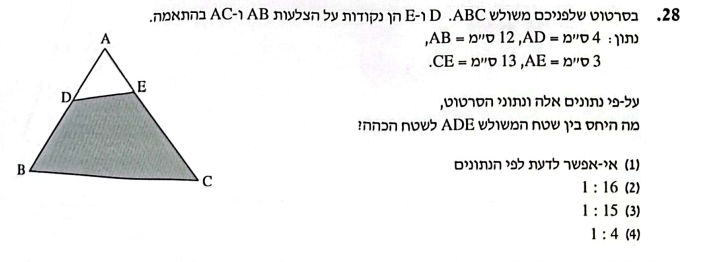 28. בסרטוט שלפניכם משולש ABC. D ו-E הן נקודות על הצלעות AB ו-AC בהתאמה.
נתון: 4 ס״מ = AD, 12 ס״מ = AB,
3 ס״מ = AE, 13 ס״מ = CE.
על-פי נתונים אלה ונתוני הסרטוט,
מה היחס בין שטח המשולש ADE לשטח הכהה?
(1) אי-אפשר לדעת לפי הנתונים
(2) 16 : 1
(3) 15 : 1
(4) 4 : 1
A
D
E
B
C